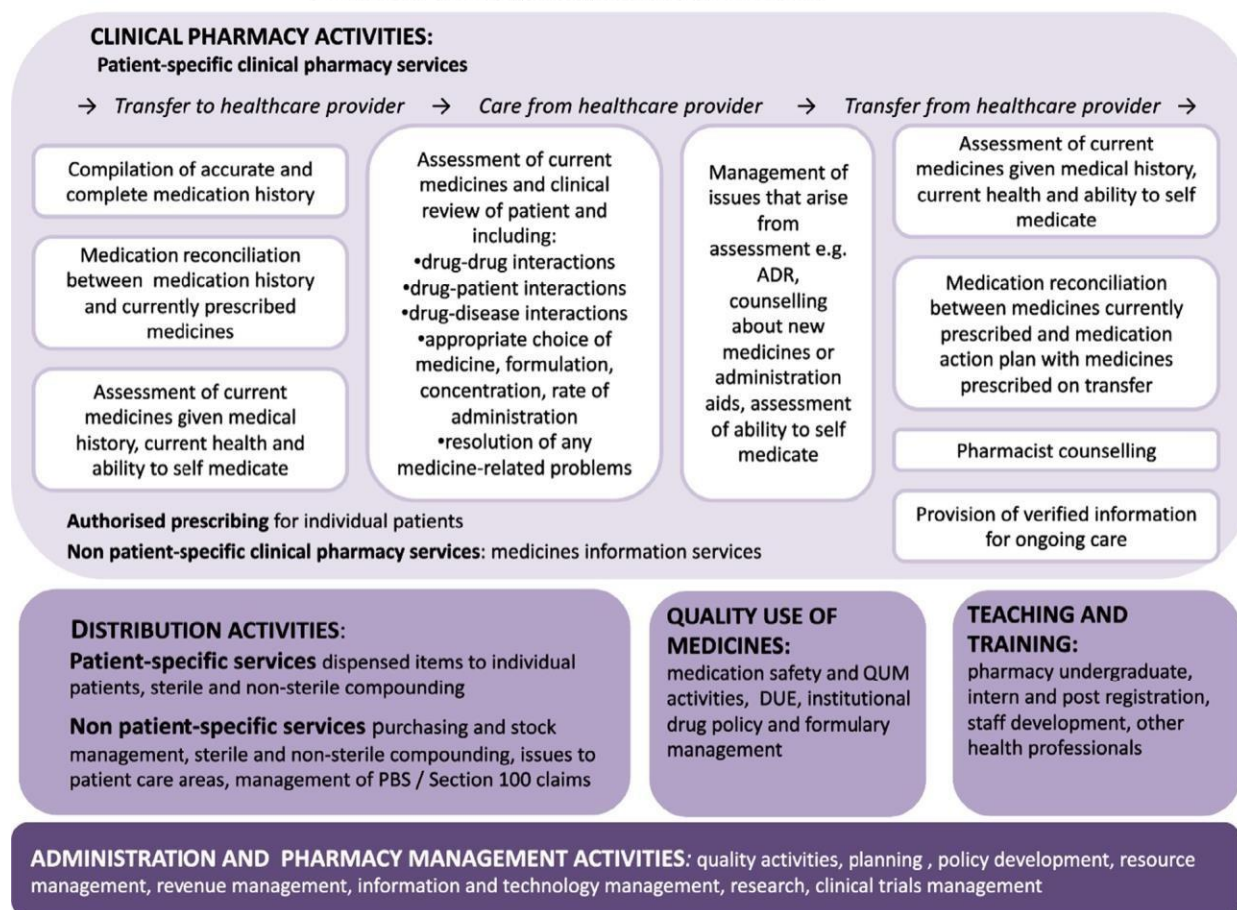 CLINICAL PHARMACY ACTIVITIES:
Patient-specific clinical pharmacy services
→ Transfer to healthcare provider → Care from healthcare provider → Transfer from healthcare provider →
Compilation of accurate and
complete medication history
Medication reconciliation
between medication history
and currently prescribed
medicines
Assessment of current
medicines given medical
history, current health and
ability to self medicate
Assessment of current
medicines and clinical
review of patient and
including:
•drug-drug interactions
•drug-patient interactions
•drug-disease interactions
•appropriate choice of
medicine, formulation,
concentration, rate of
administration
•resolution of any
medicine-related problems
Management of
issues that arise
from
assessment e.g.
ADR,
counselling
about new
medicines or
administration
aids, assessment
of ability to self
medicate
Assessment of current
medicines given medical history,
current health and ability to self
medicate
Medication reconciliation
between medicines currently
prescribed and medication
action plan with medicines
prescribed on transfer
Pharmacist counselling
Provision of verified information
for ongoing care
Authorised prescribing for individual patients
Non patient-specific clinical pharmacy services: medicines information services
DISTRIBUTION ACTIVITIES:
Patient-specific services dispensed items to individual
patients, sterile and non-sterile compounding
Non patient-specific services purchasing and stock
management, sterile and non-sterile compounding, issues to
patient care areas, management of PBS / Section 100 claims
QUALITY USE OF
MEDICINES:
medication safety and QUM
activities, DUE, institutional
drug policy and formulary
management
TEACHING AND
TRAINING:
pharmacy undergraduate,
intern and post registration,
staff development, other
health professionals
ADMINISTRATION AND PHARMACY MANAGEMENT ACTIVITIES: quality activities, planning , policy development, resource
management, revenue management, information and technology management, research, clinical trials management